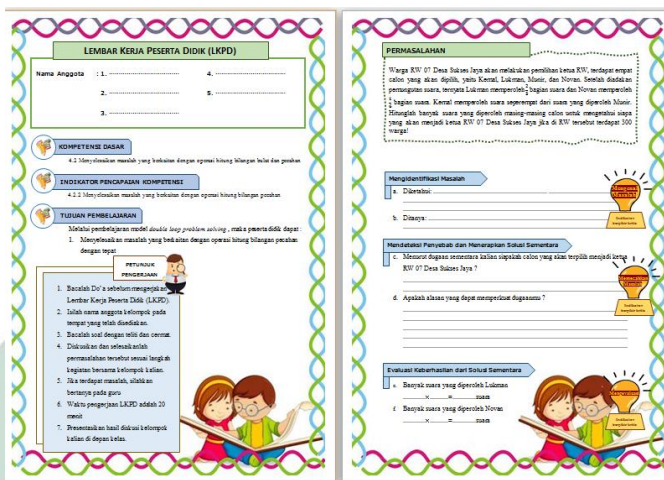 LEMBAR KERJA PESERTA DIDIK (LKPD)
Nama Anggota : 1. ........................ 4. ........................
2. ........................ 5. ........................
3. ........................
KOMPETENSI DASAR
4.2 Menyelesaikan masalah yang berkaitan dengan operasi hitung bilangan bulat dan pecahan
INDIKATOR PENCAPAIAN KOMPETENSI
4.2.2 Menyelesaikan masalah yang berkaitan dengan operasi hitung bilangan pecahan
TUJUAN PEMBELAJARAN
Melalui pembelajaran model double loop problem solving , maka peserta didik dapat :
1. Menyelesaikan masalah yang berkaitan dengan operasi hitung bilangan pecahan
dengan tepat
PETUNJUK
PENGERJAAN
1. Bacalah Do'a sebelum mengerjakan
Lembar Kerja Peserta Didik (LKPD).
2. Isilah nama anggota kelompok pada
tempat yang telah disediakan.
3. Bacalah soal dengan teliti dan cermat.
4. Diskusikan dan selesaikanlah
permasalahan tersebut sesuai langkah
kegiatan bersama kelompok kalian.
5. Jika terdapat masalah, silahkan
bertanya pada guru
6. Waktu pengerjaan LKPD adalah 20
menit
7. Presentasikan hasil diskusi kelompok
kalian di depan kelas.
PERMASALAHAN
Warga RW 07 Desa Sukses Jaya akan melakukan pemilihan ketua RW, terdapat empat
calon yang akan dipilih, yaitu Kemal, Lukman, Munir, dan Novan. Setelah diadakan
pemungutan suara, ternyata Lukman memperoleh bagian suara dan Novan memperoleh
bagian suara. Kemal memperoleh suara seperempat dari suara yang diperoleh Munir.
Hitunglah banyak suara yang diperoleh masing-masing calon untuk mengetahui siapa
yang akan menjadi ketua RW 07 Desa Sukses Jaya jika di RW tersebut terdapat 300
warga!
Mengidentifikasi Masalah
a. Diketahui:
b. Ditanya:
Mendeteksi Penyebab dan Menerapkan Solusi Sementara
c. Menurut dugaan sementara kalian siapakah calon yang akan terpilih menjadi ketua
RW 07 Desa Sukses Jaya ?
d. Apakah alasan yang dapat memperkuat dugaanmu ?
Evaluasi Keberhasilan dari Solusi Sementara
e. Banyak suara yang diperoleh Lukman
........ × ........ = ............ suara
f. Banyak suara yang diperoleh Novan
........ × ........ = ............ suara